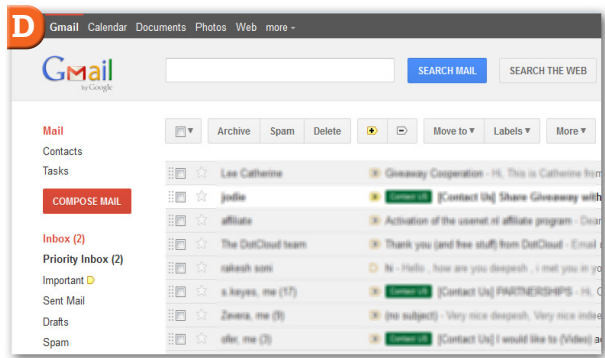 D
Gmail Calendar Documents Photos Web more
Gmail
by Google
SEARCH MAIL SEARCH THE WEB
Mail
Archive Spam Delete Move to Labels More
Contacts
Tasks
COMPOSE MAIL
Inbox (2)
Priority Inbox (2)
Important
Sent Mail
Drafts
Spam
Lee Catherine Giveaway Cooperation - Hi, This is Catherine from
jodie Contact US [Contact Us] Share Giveaway with
affiliate Activation of the usenet.nl affiliate program - Dear
The DotCloud team Thank you (and free stuff) from DotCloud - Email
rakesh soni Hi - Hello , how are you deepesh , i met you in yo
s.keyes, me (17) Contact US [Contact Us] PARTNERSHIPS - Hi,
Zevera, me (9) (no subject) - Very nice deepesh, Very nice indee
ofer, me (3) Contact US [Contact Us] I would like to (Video)